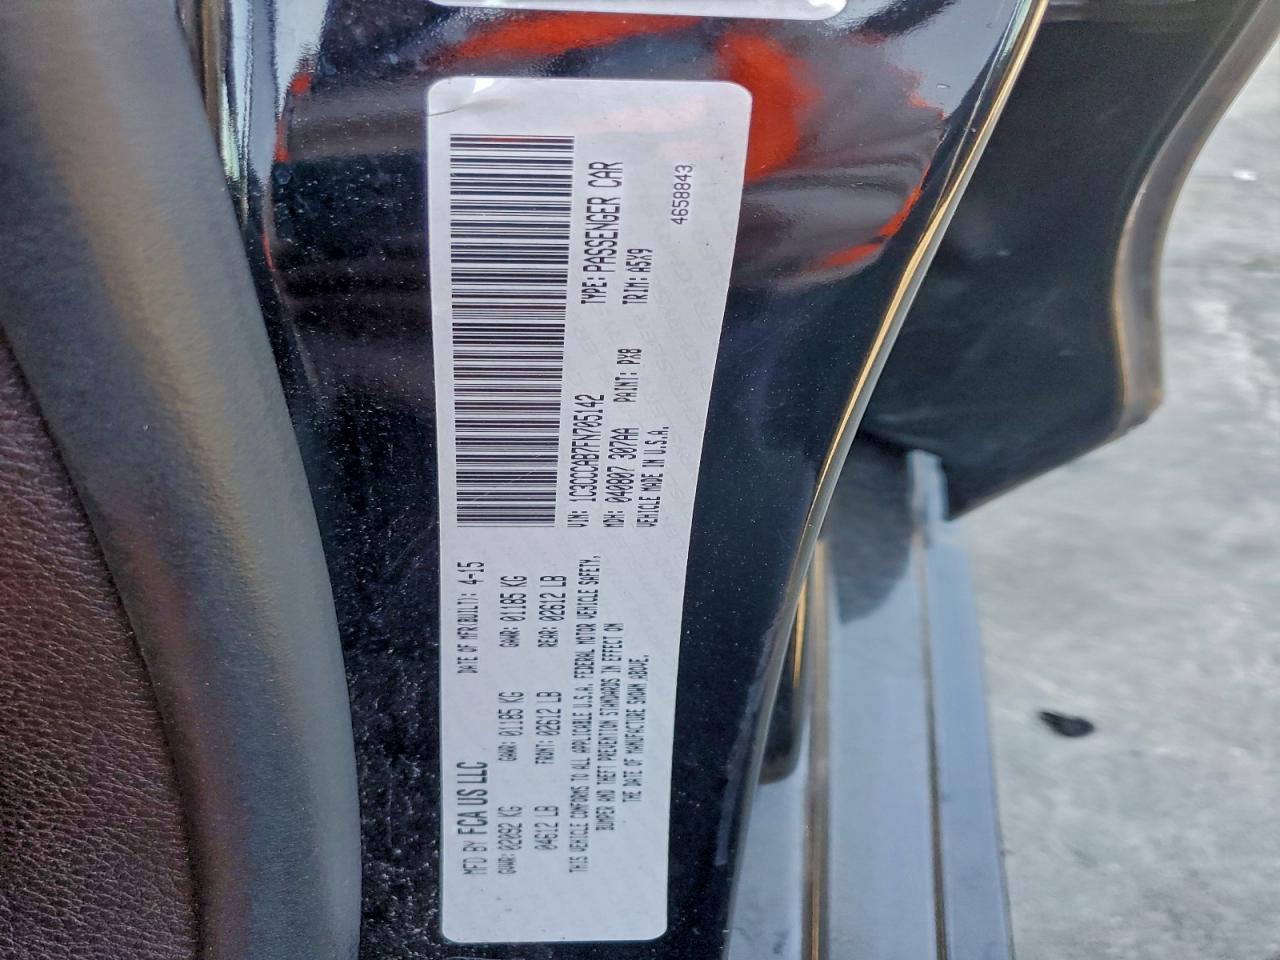 MFD BY FCA US LLC
DATE OF MFR(BUILT): 4-15
GVWR: 02092 KG
GAWR: 01185 KG
GAWR: 01185 KG
04612 LB
FRONT: 02612 LB
REAR: 02612 LB
THIS VEHICLE CONFORMS TO ALL APPLICABLE U.S.A. FEDERAL MOTOR VEHICLE SAFETY,
BUMPER AND THEFT PREVENTION STANDARDS IN EFFECT ON
THE DATE OF MANUFACTURE SHOWN ABOVE.
VIN: 1C3CCCAB7FN705142
TYPE: PASSENGER CAR
MDH: 040807 307AA
PAINT: PX8
TRIM: A5X9
VEHICLE MADE IN U.S.A.
4658843